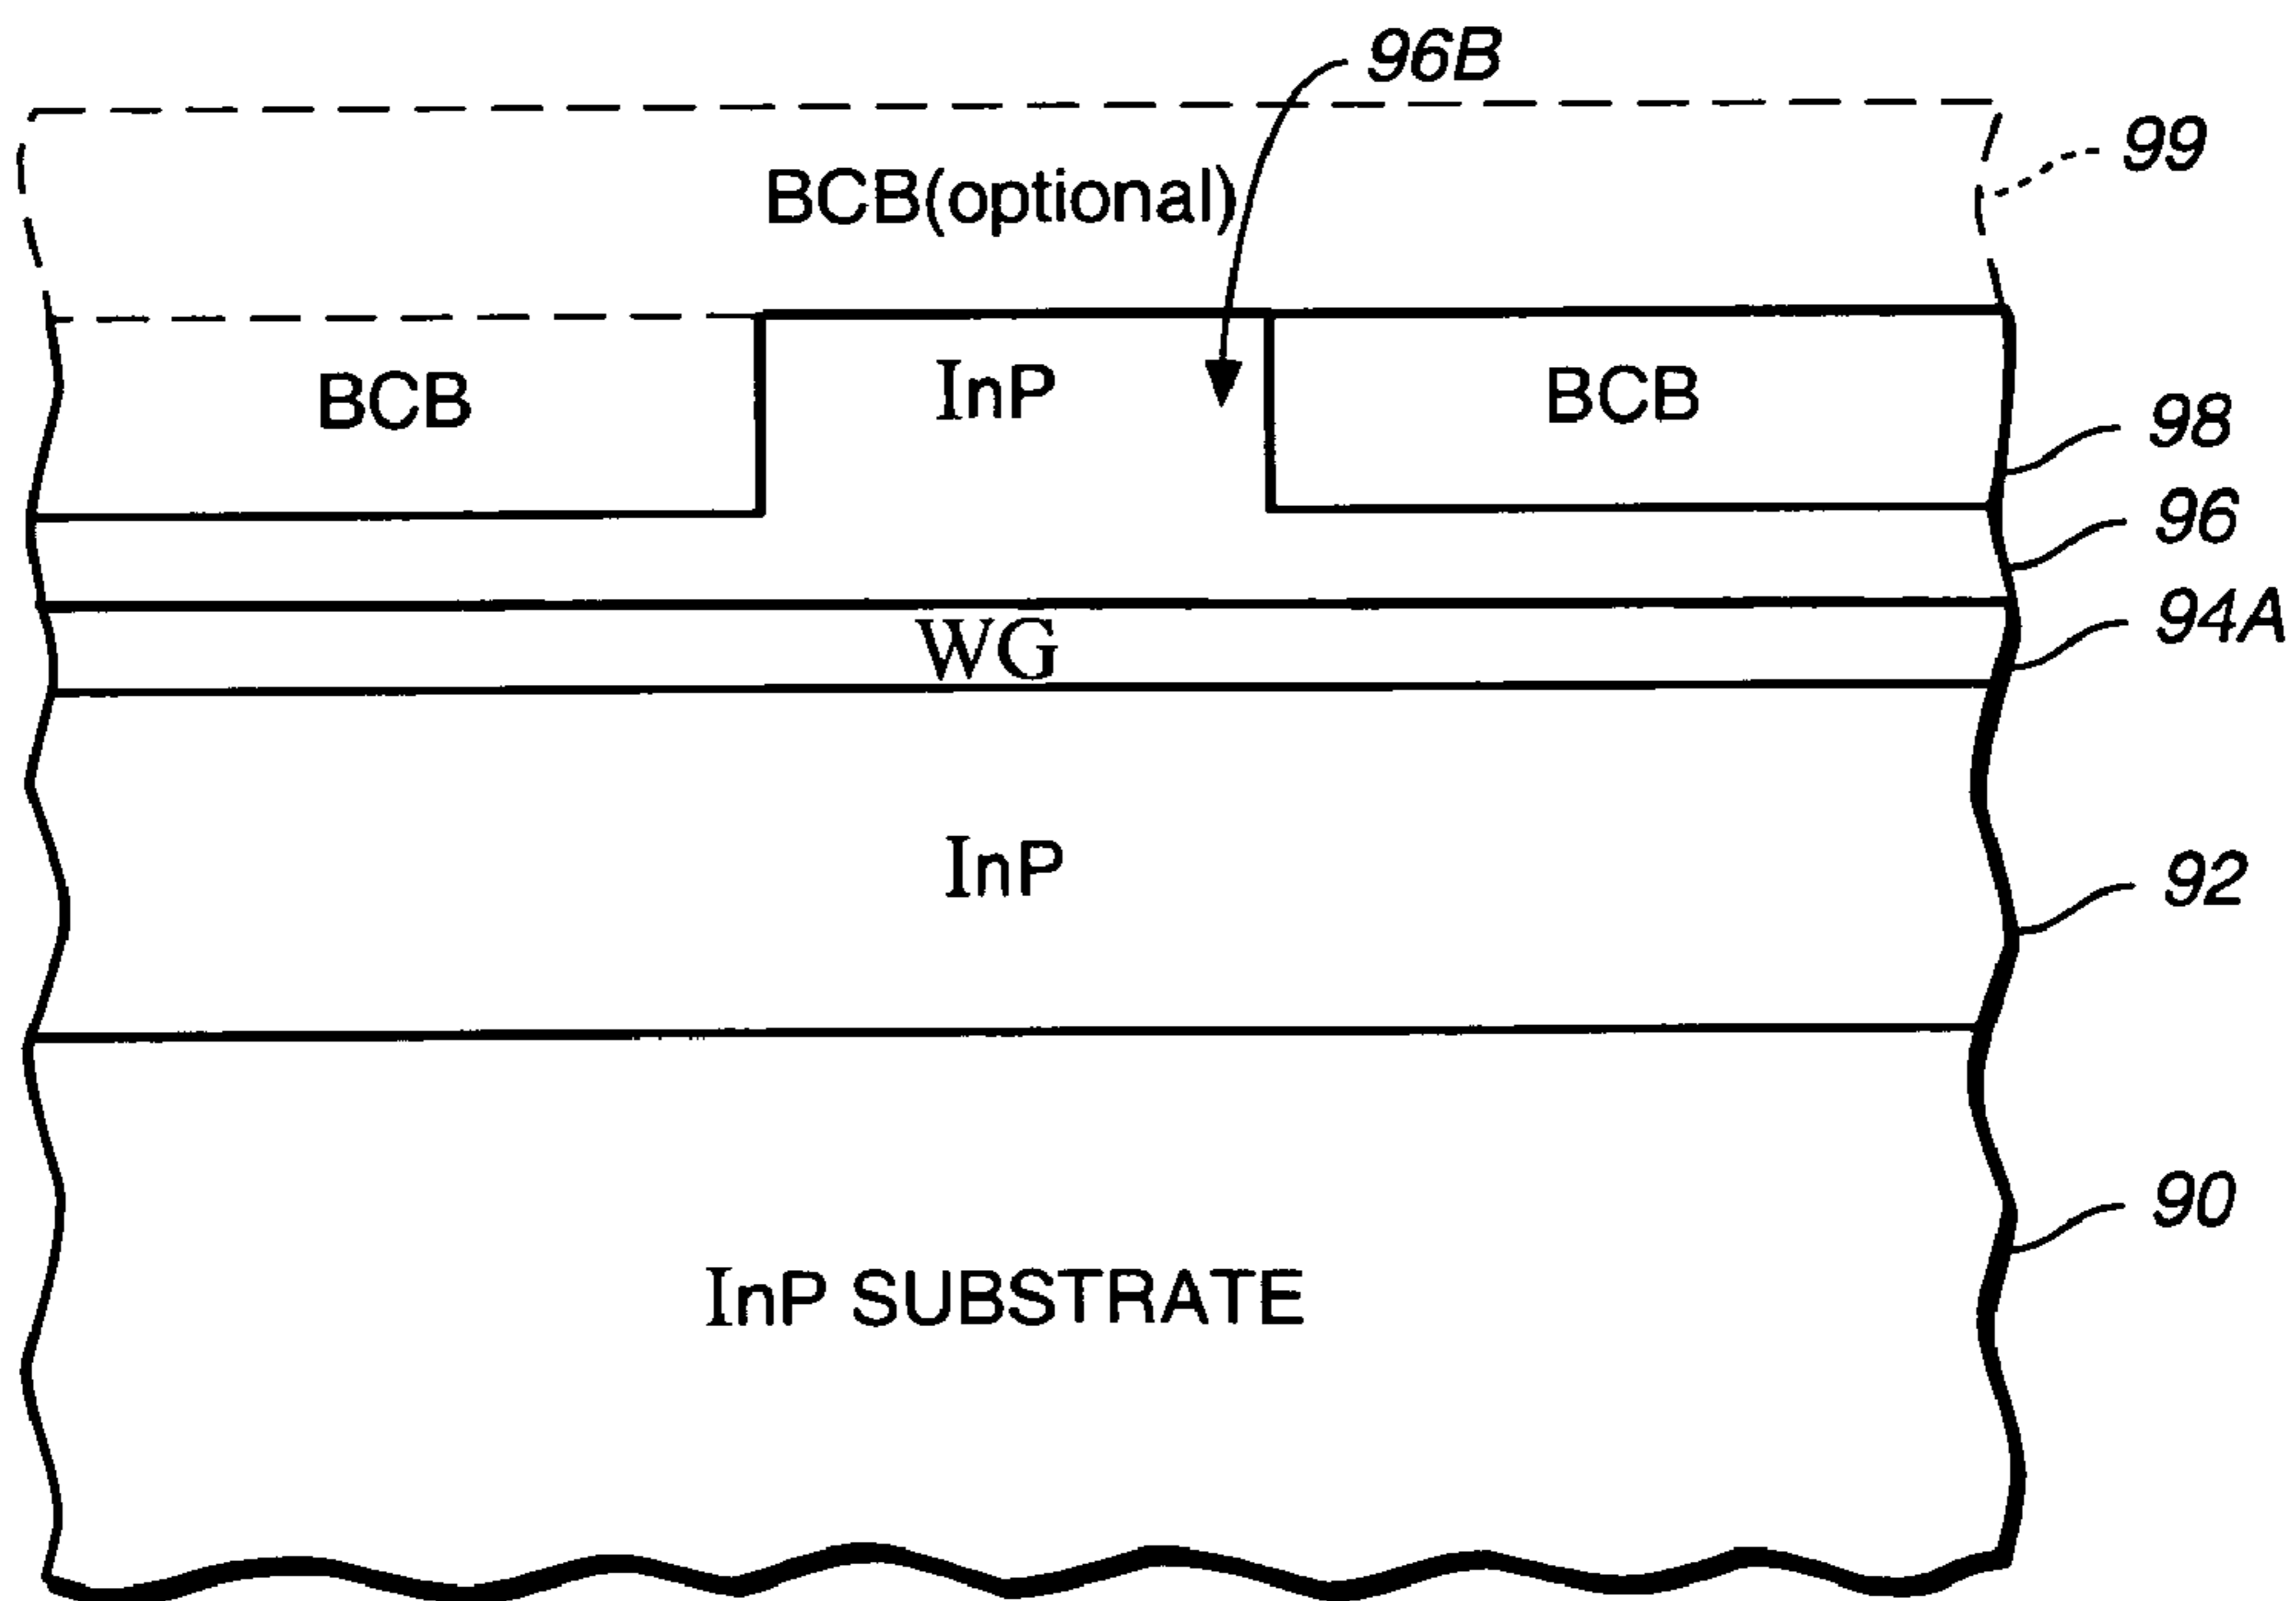 96B
99
BCB(optional)
BCB
InP
BCB
98
96
94A
WG
InP
92
90
InP SUBSTRATE